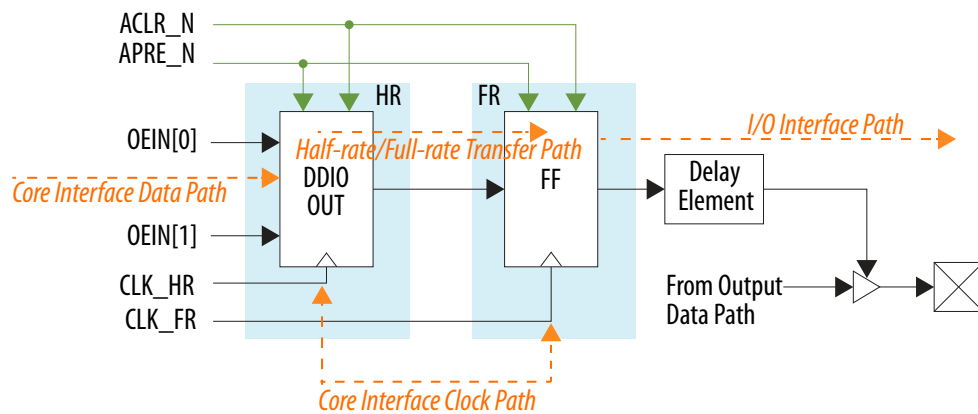 ACLR_N
APRE_N
HR
FR
OEIN[0]
I/O Interface Path
Half-rate/Full-rate Transfer Path
DDIO
OUT
FF
Core Interface Data Path
Delay
Element
OEIN[1]
CLK_HR
CLK_FR
From Output
Data Path
Core Interface Clock Path